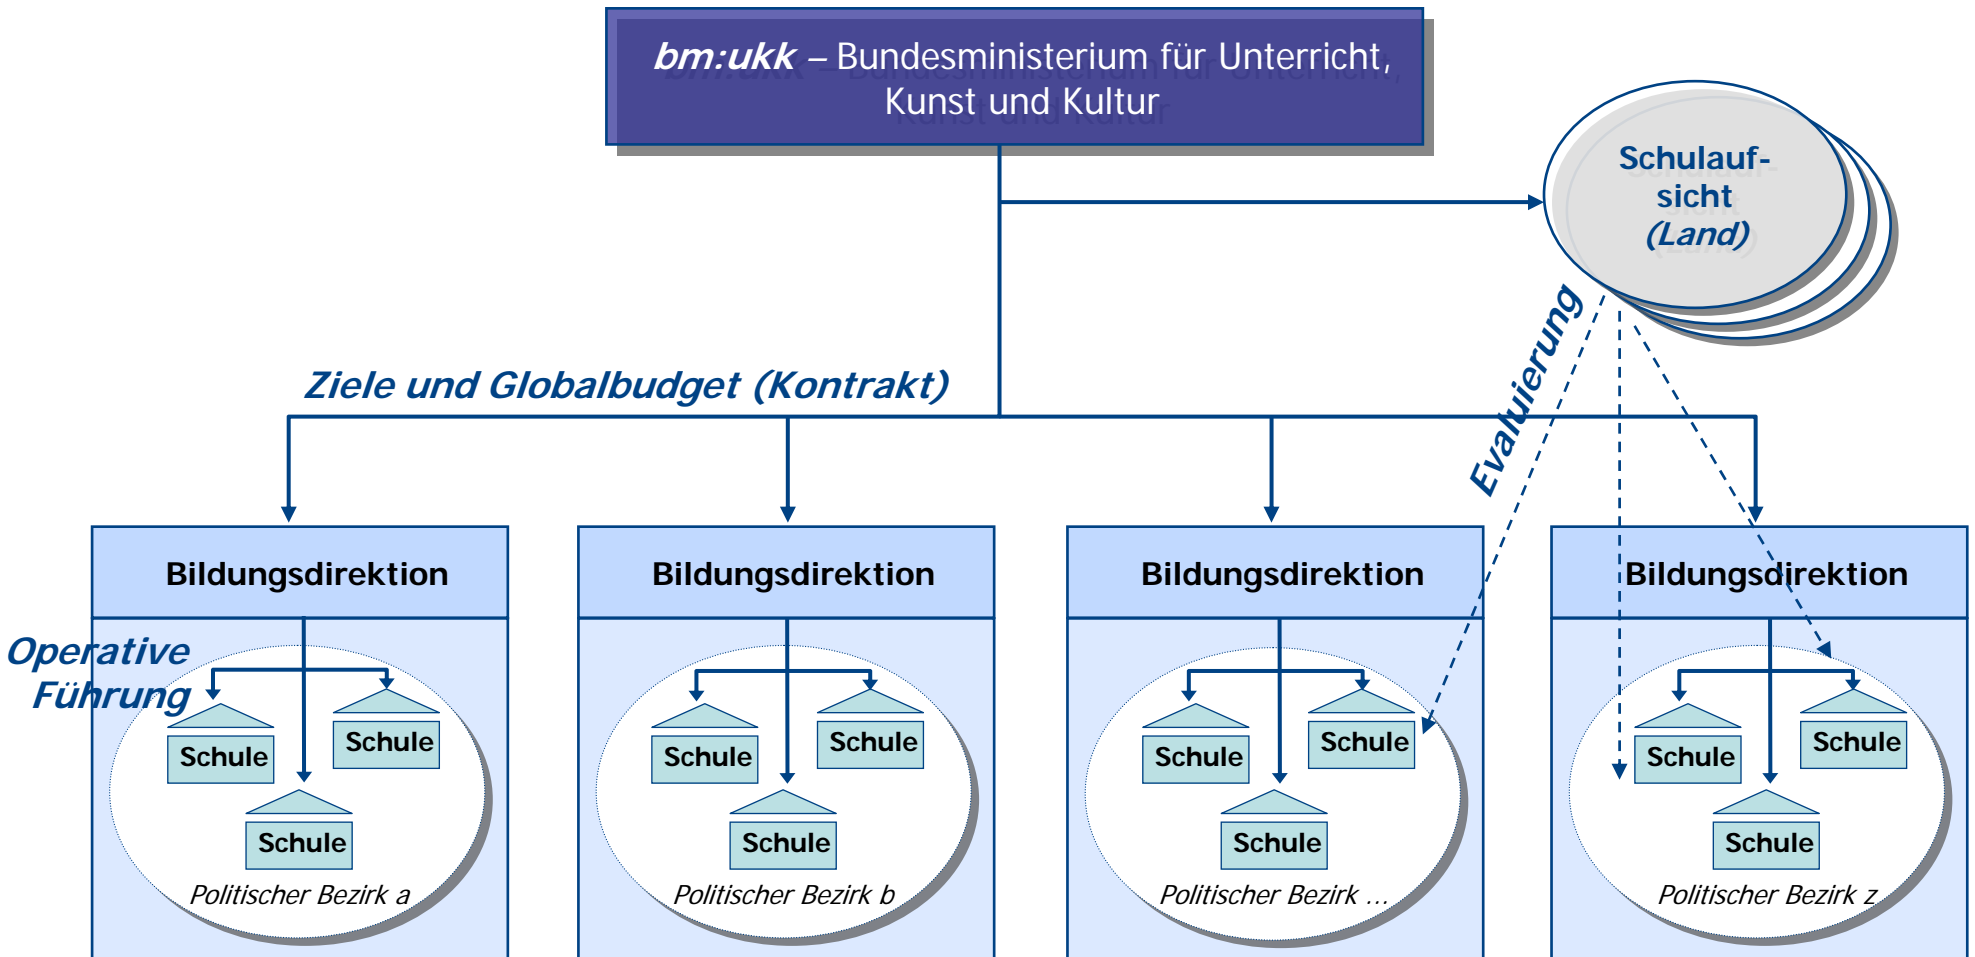 bm:ukk – Bundesministerium für Unterricht,
Kunst und Kultur
Schulauf-
sicht
(Land)
Evaluierung
Ziele und Globalbudget (Kontrakt)
Bildungsdirektion
Bildungsdirektion
Bildungsdirektion
Bildungsdirektion
Operative
Führung
Schule
Schule
Schule
Politischer Bezirk a
Schule
Schule
Schule
Politischer Bezirk b
Schule
Schule
Schule
Politischer Bezirk ...
Schule
Schule
Schule
Politischer Bezirk z